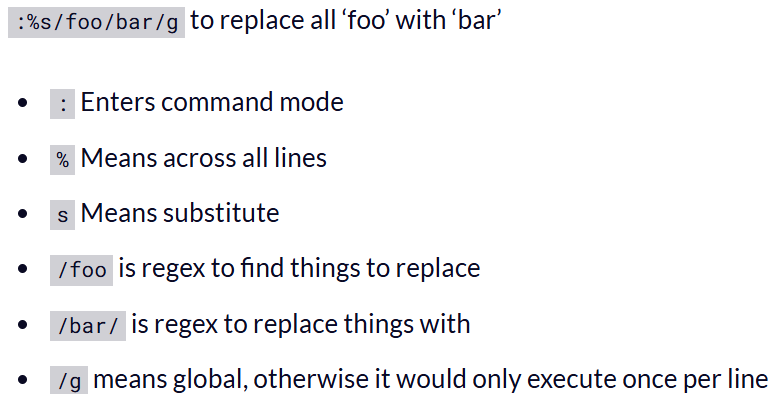 :%s/foo/bar/g to replace all ‘foo’ with ‘bar’
• : Enters command mode
• % Means across all lines
• s Means substitute
• /foo is regex to find things to replace
• /bar/ is regex to replace things with
• /g means global, otherwise it would only execute once per line